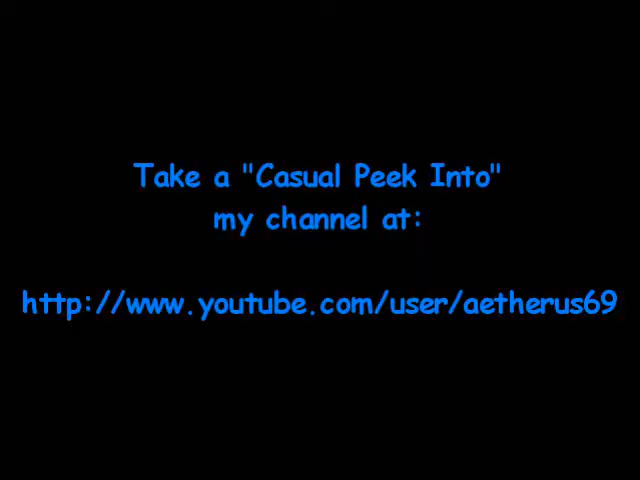 Take a "Casual Peek Into"
my channel at:
http://www.youtube.com/user/aetherus69